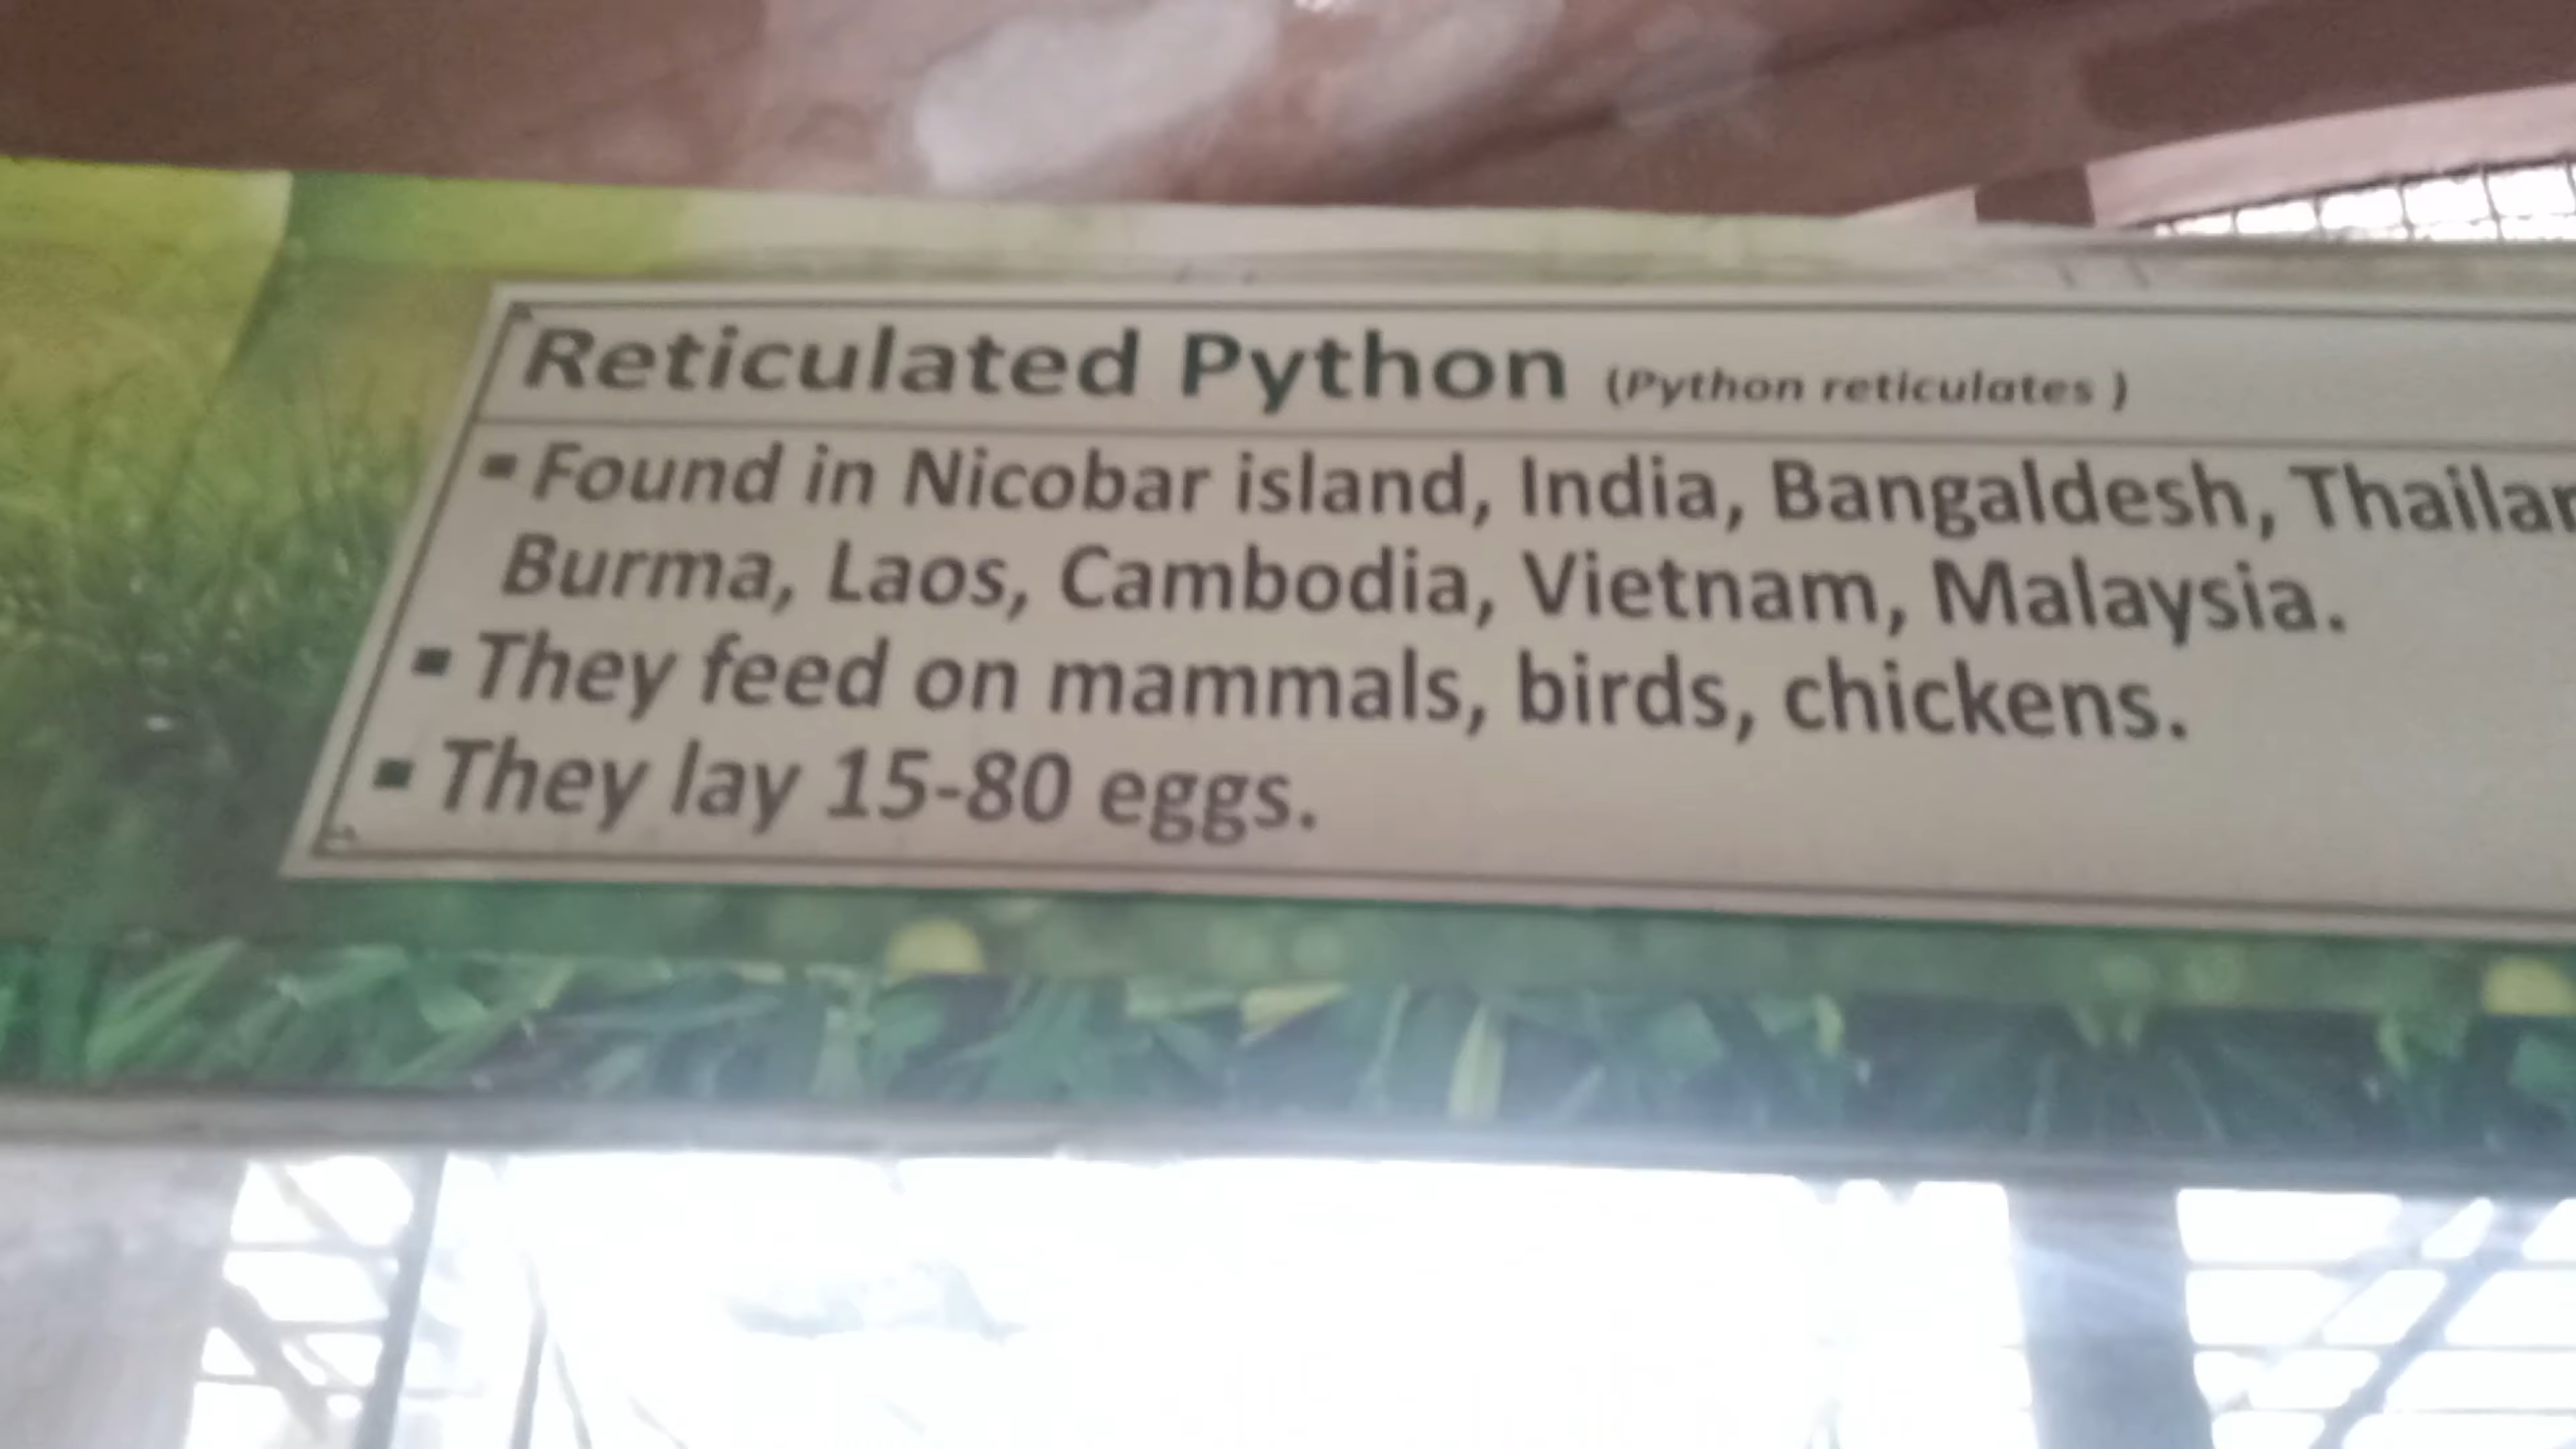 Reticulated Python (Python reticulates )
▪ Found in Nicobar island, India, Bangaldesh,
Burma, Laos, Cambodia, Vietnam, Malaysia.
▪ They feed on mammals, birds, chickens.
▪ They lay 15-80 eggs.